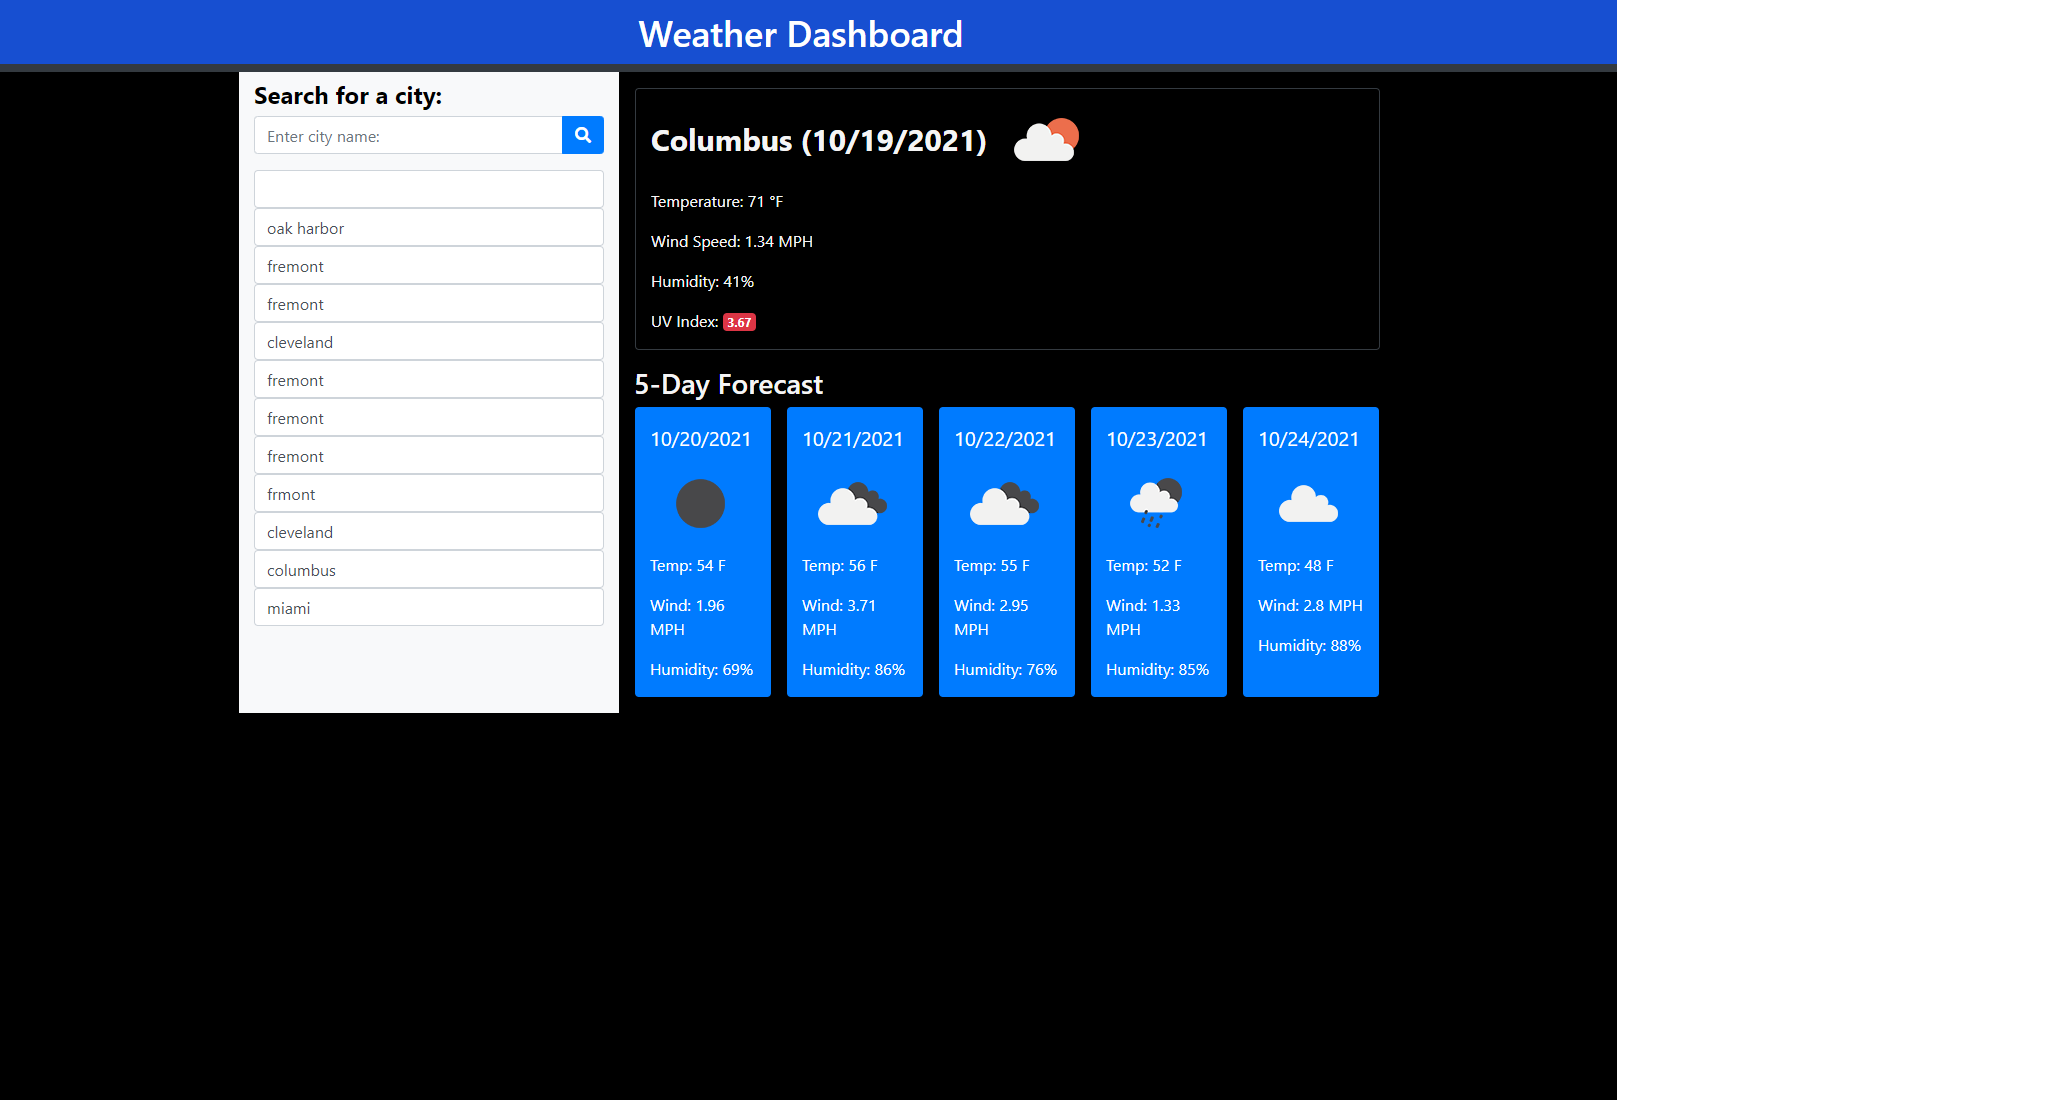 Weather Dashboard
Search for a city:
Enter city name:
oak harbor
fremont
fremont
cleveland
fremont
fremont
fremont
frmont
cleveland
columbus
miami
Columbus (10/19/2021)
Temperature: 71 °F
Wind Speed: 1.34 MPH
Humidity: 41%
UV Index: 3.67
5-Day Forecast
10/20/2021
Temp: 54 F
Wind: 1.96
MPH
Humidity: 69%
10/21/2021
Temp: 56 F
Wind: 3.71
MPH
Humidity: 86%
10/22/2021
Temp: 55 F
Wind: 2.95
MPH
Humidity: 76%
10/23/2021
Temp: 52 F
Wind: 1.33
MPH
Humidity: 85%
10/24/2021
Temp: 48 F
Wind: 2.8 MPH
Humidity: 88%